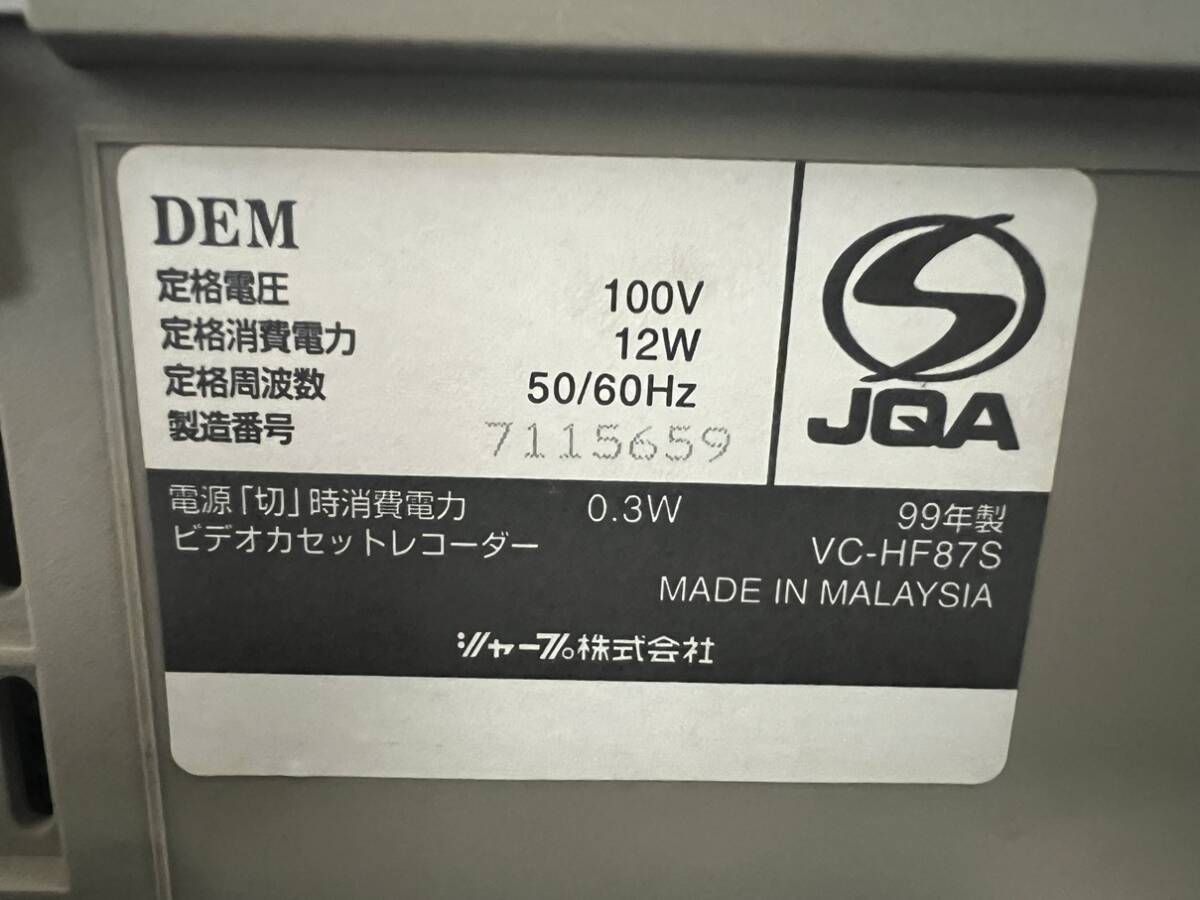 DEM
定格電圧 100V
定格消費電力 12W
定格周波数 50/60Hz
製造番号 7115659
JQA
電源「切」時消費電力 0.3W 99年製
ビデオカセットレコーダー VC-HF87S
MADE IN MALAYSIA
シャープ株式会社